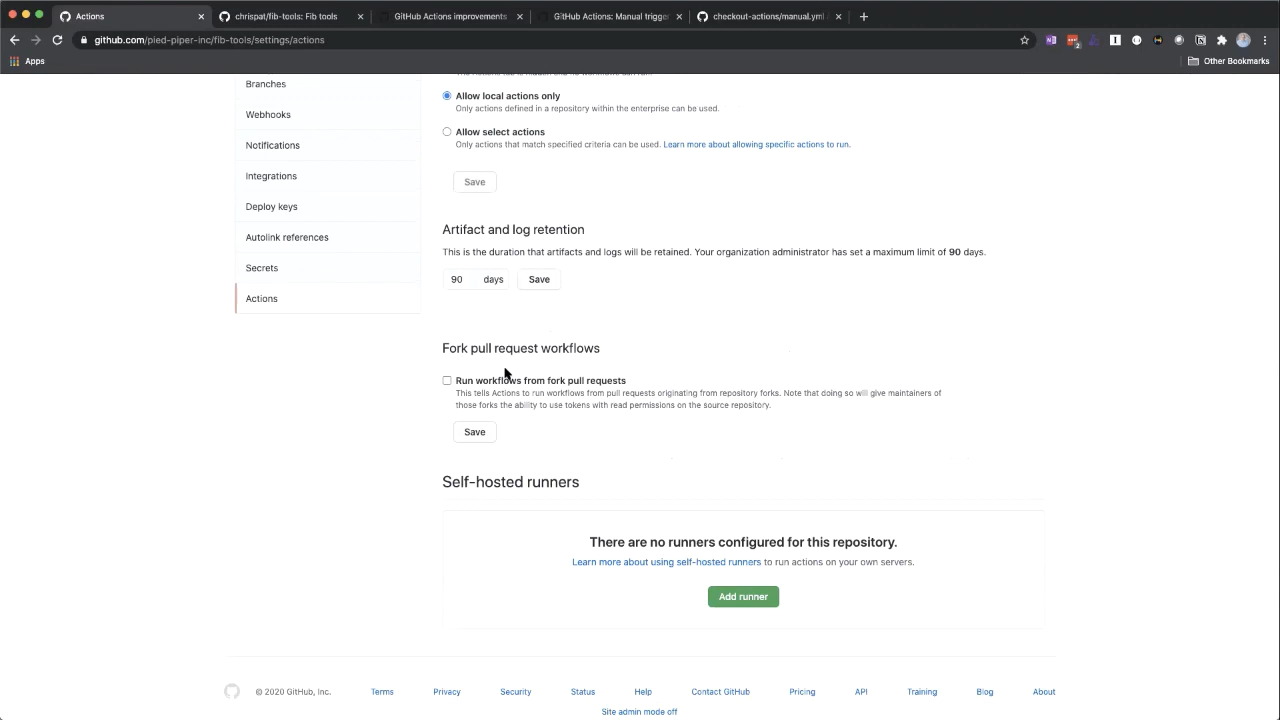 Actions
chrispat/fib-tools: Fib tools
GitHub Actions improvements
GitHub Actions: Manual trigger
checkout-actions/manual.yml
github.com/pied-piper-inc/fib-tools/settings/actions
Apps
Other Bookmarks
Branches
Webhooks
Notifications
Integrations
Deploy keys
Autolink references
Secrets
Actions
Allow local actions only
Only actions defined in a repository within the enterprise can be used.
Allow select actions
Only actions that match specified criteria can be used. Learn more about allowing specific actions to run.
Save
Artifact and log retention
This is the duration that artifacts and logs will be retained. Your organization administrator has set a maximum limit of 90 days.
90 days Save
Fork pull request workflows
Run workflows from fork pull requests
This tells Actions to run workflows from pull requests originating from repository forks. Note that doing so will give maintainers of
those forks the ability to use tokens with read permissions on the source repository.
Save
Self-hosted runners
There are no runners configured for this repository.
Learn more about using self-hosted runners to run actions on your own servers.
Add runner
© 2020 GitHub, Inc. Terms Privacy Security Status Help Contact GitHub Pricing API Training Blog About
Site admin mode off